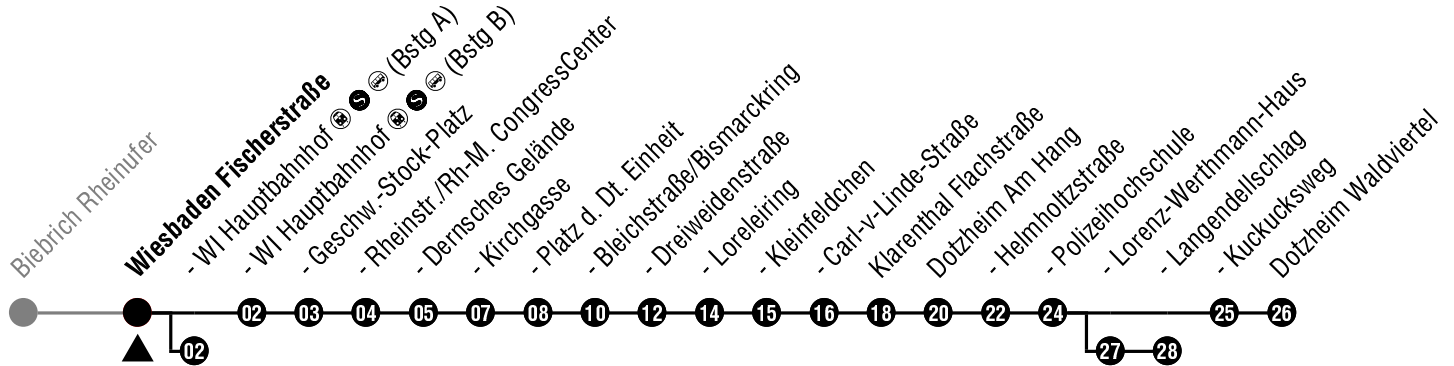 Biebrich Rheinufer
Wiesbaden Fischerstraße
- WI Hauptbahnhof S (Bstg A)
- WI Hauptbahnhof S (Bstg B)
- Geschw.-Stock-Platz
- Rheinstr./Rh-M. CongressCenter
- Dernsches Gelände
- Kirchgasse
- Platz d. Dt. Einheit
- Bleichstraße/Bismarckring
- Dreiweidenstraße
- Loreleiring
- Kleinfeldchen
- Carl-v-Linde-Straße
Klarenthal Flachstraße
Dotzheim Am Hang
- Helmholtzstraße
- Polizeihochschule
- Lorenz-Werthmann-Haus
- Langendellschlag
- Kuckucksweg
Dotzheim Waldviertel
02 03 04 05 07 08 10 12 14 15 16 18 20 22 24 25 26
02 27 28